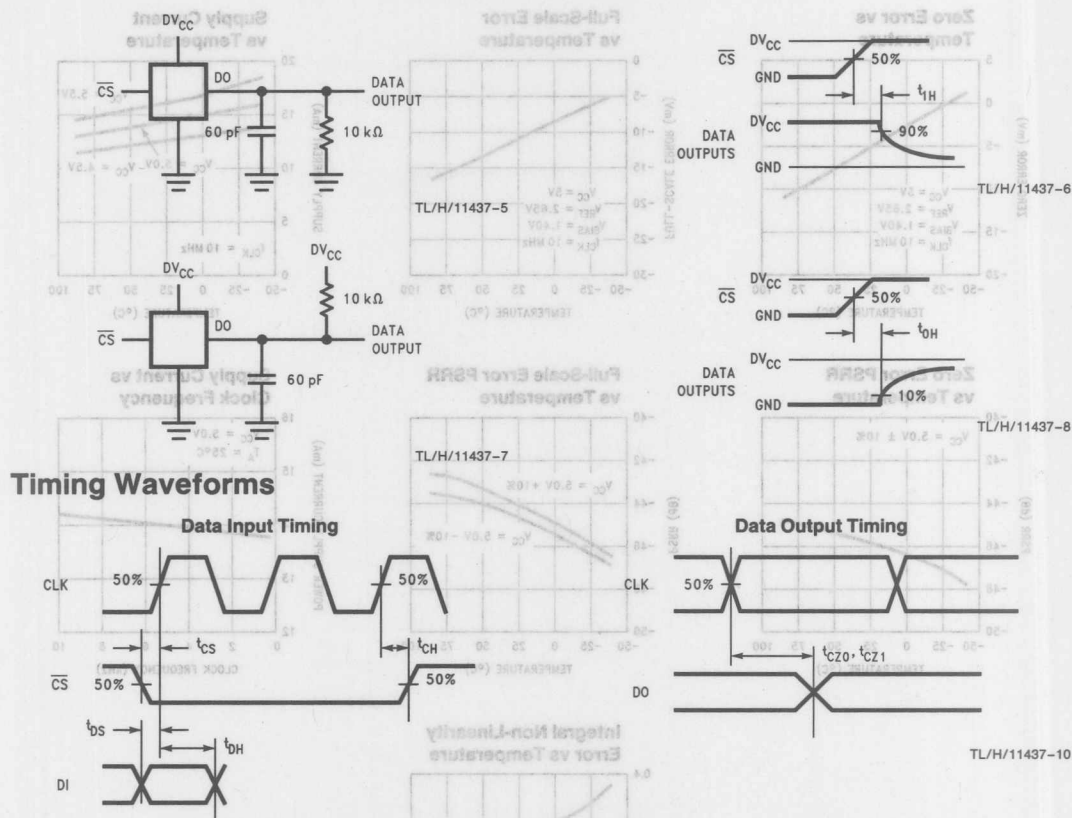 DV_CC
CS
DO
DATA
OUTPUT
60 pF
10 kΩ
TL/H/11437–5
DV_CC
CS
50%
GND
t_1H
DV_CC
90%
DATA
OUTPUTS
GND
TL/H/11437–6
DV_CC
DV_CC
10 kΩ
CS
DO
DATA
OUTPUT
60 pF
TL/H/11437–7
DV_CC
CS
50%
GND
t_0H
DV_CC
DATA
OUTPUTS
10%
GND
TL/H/11437–8
Timing Waveforms
Data Input Timing
CLK
50%
50%
t_CS
t_CH
CS
50%
50%
t_DS
t_DH
DI
Data Output Timing
CLK
50%
t_CZ0, t_CZ1
DO
TL/H/11437–10